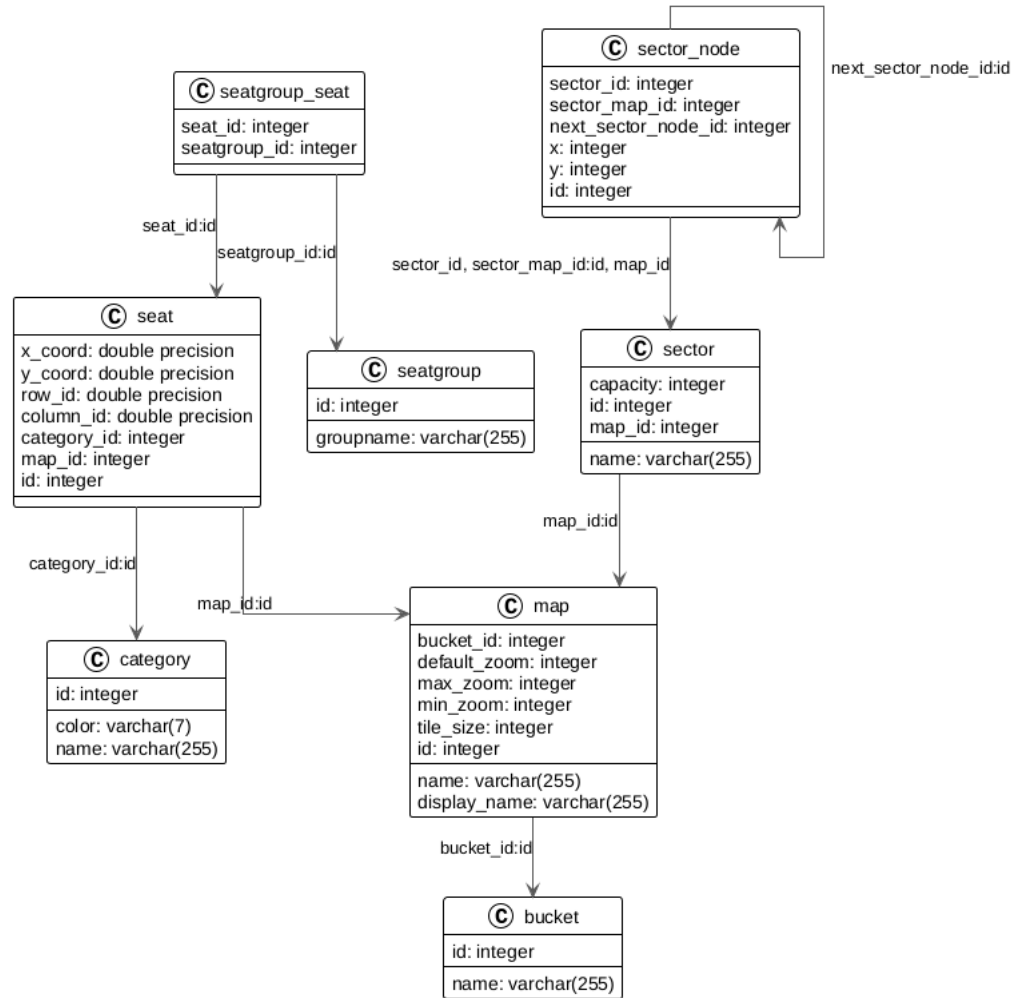 C sector_node
sector_id: integer
sector_map_id: integer
next_sector_node_id: integer
x: integer
y: integer
id: integer
next_sector_node_id:id
C seatgroup_seat
seat_id: integer
seatgroup_id: integer
seat_id:id
seatgroup_id:id
sector_id, sector_map_id:id, map_id
C seat
x_coord: double precision
y_coord: double precision
row_id: double precision
column_id: double precision
category_id: integer
map_id: integer
id: integer
C seatgroup
id: integer
groupname: varchar(255)
C sector
capacity: integer
id: integer
map_id: integer
name: varchar(255)
category_id:id
map_id:id
map_id:id
C category
id: integer
color: varchar(7)
name: varchar(255)
C map
bucket_id: integer
default_zoom: integer
max_zoom: integer
min_zoom: integer
tile_size: integer
id: integer
name: varchar(255)
display_name: varchar(255)
bucket_id:id
C bucket
id: integer
name: varchar(255)